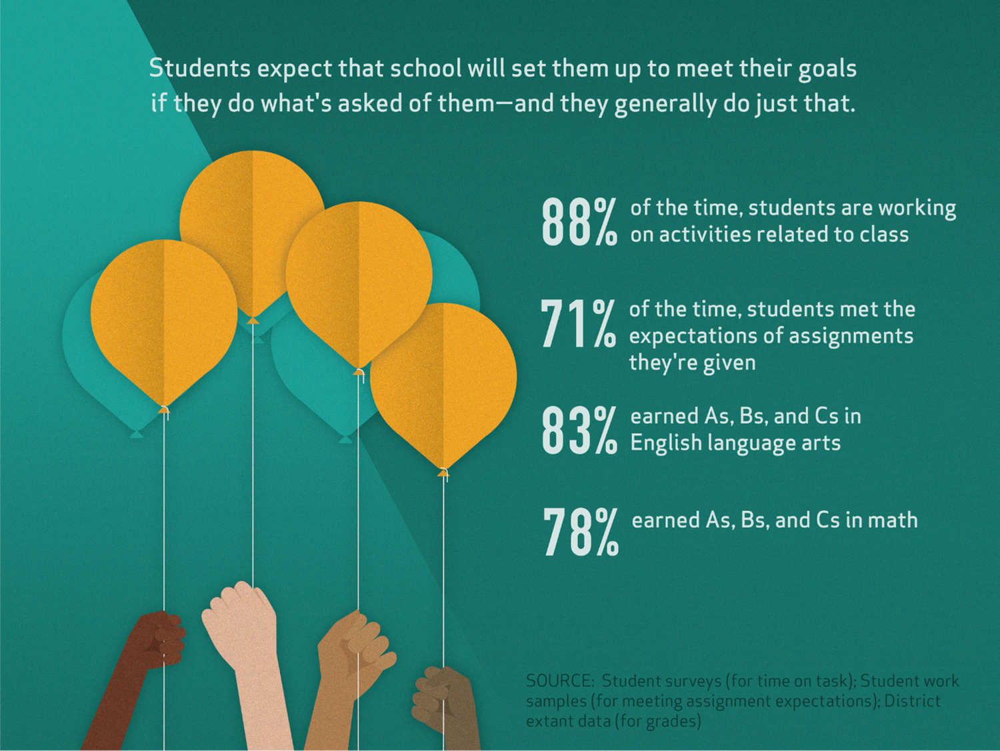 Students expect that school will set them up to meet their goals
if they do what's asked of them—and they generally do just that.
88% of the time, students are working
on activities related to class
71% of the time, students met the
expectations of assignments
they're given
83% earned As, Bs, and Cs in
English language arts
78% earned As, Bs, and Cs in math
SOURCE: Student surveys (for time on task); Student work
samples (for meeting assignment expectations); District
extant data (for grades)